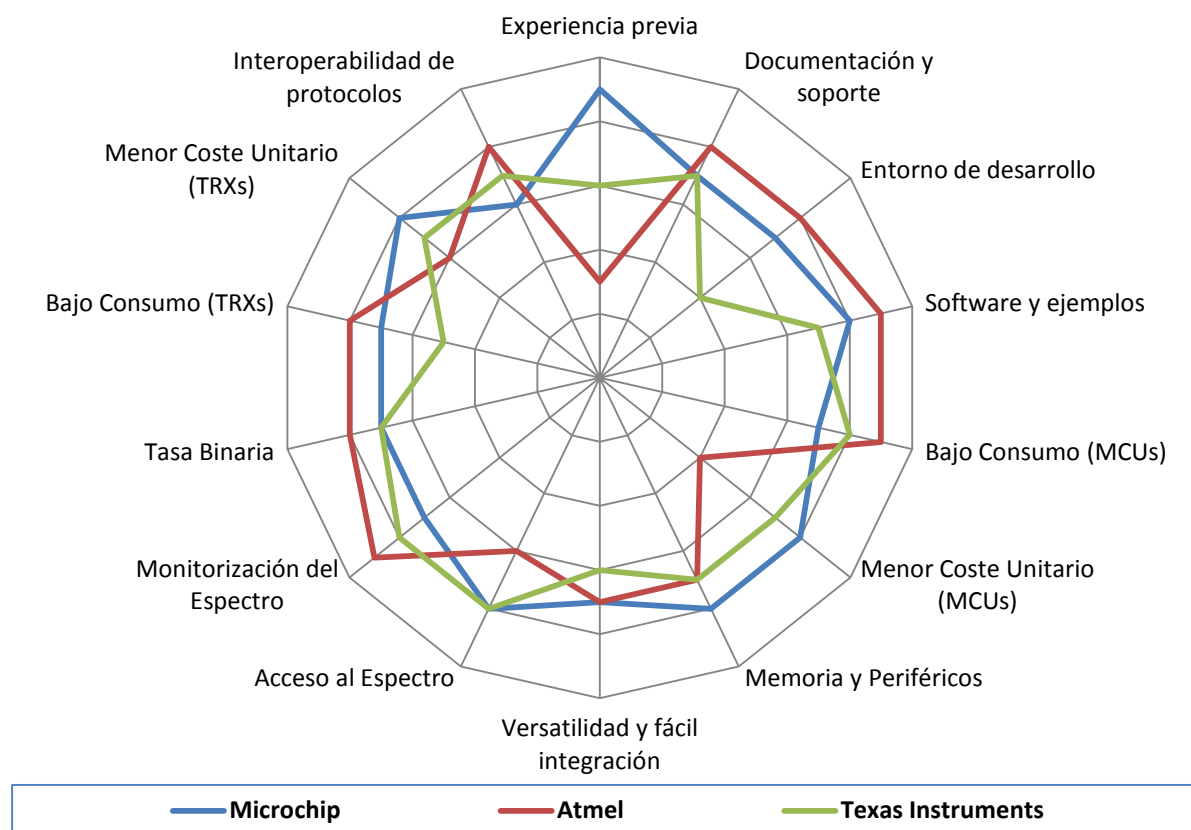 Experiencia previa
Documentación y
soporte
Entorno de desarrollo
Software y ejemplos
Bajo Consumo (MCUs)
Menor Coste Unitario
(MCUs)
Memoria y Periféricos
Versatilidad y fácil
integración
Acceso al Espectro
Monitorización del
Espectro
Tasa Binaria
Bajo Consumo (TRXs)
Menor Coste Unitario
(TRXs)
Interoperabilidad de
protocolos
Microchip
Atmel
Texas Instruments